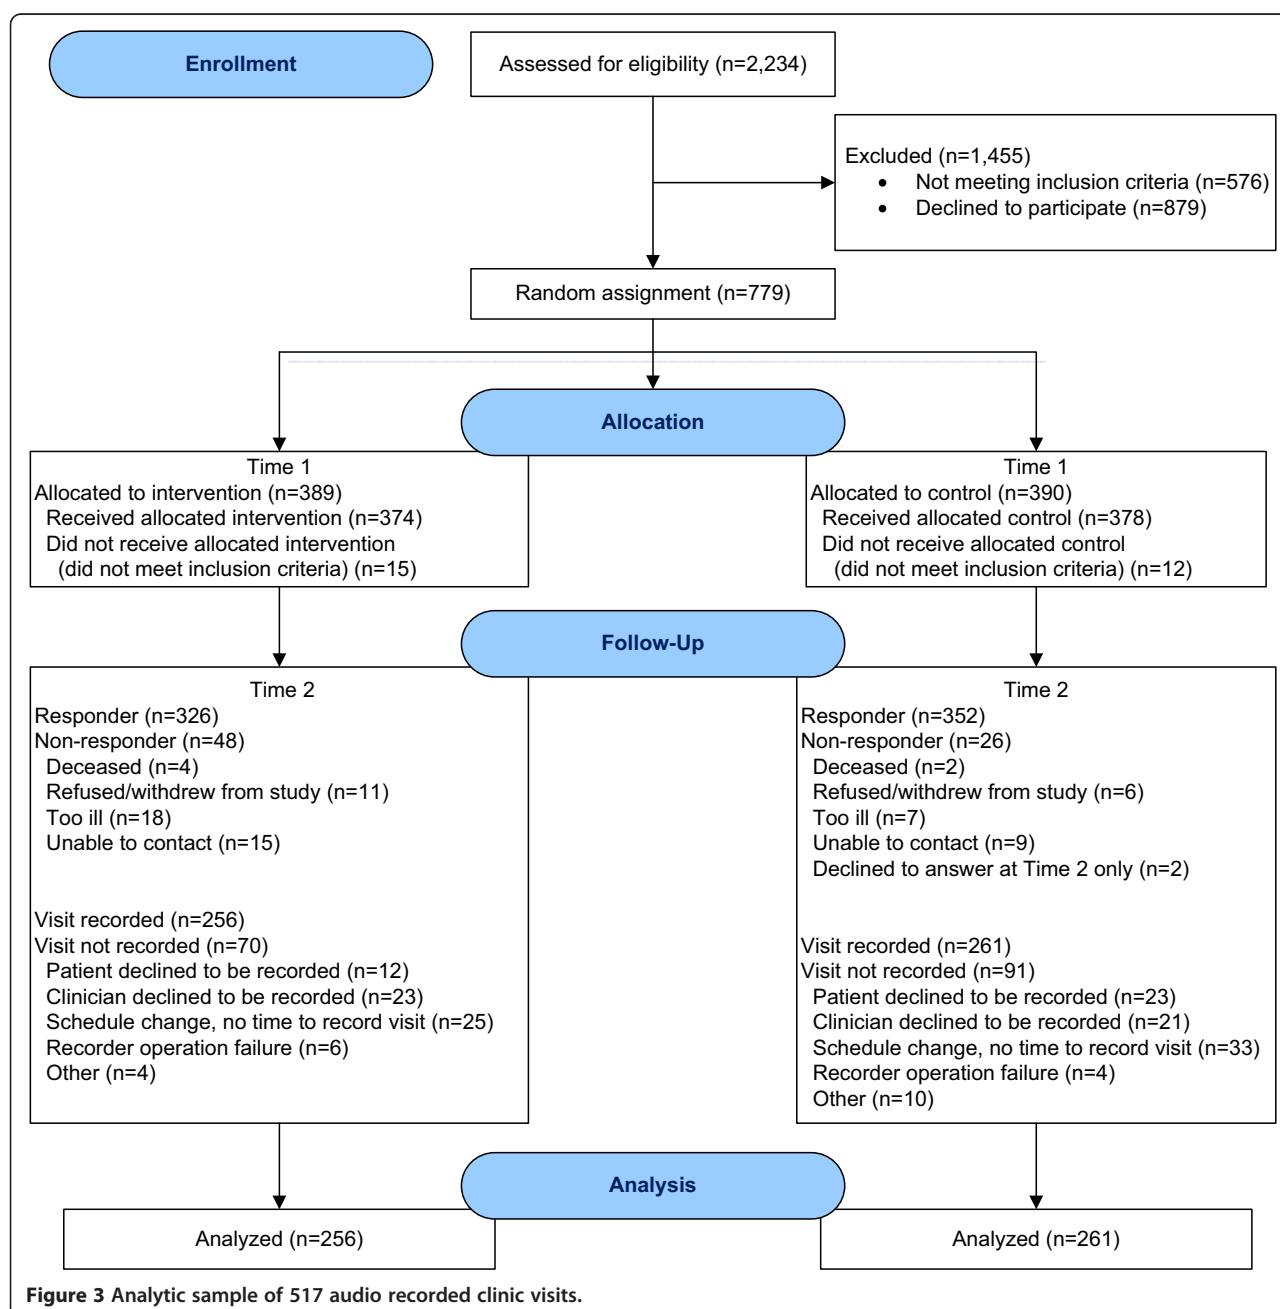 Enrollment
Assessed for eligibility (n=2,234)
Excluded (n=1,455)
• Not meeting inclusion criteria (n=576)
• Declined to participate (n=879)
Random assignment (n=779)
Allocation
Time 1
Allocated to intervention (n=389)
Received allocated intervention (n=374)
Did not receive allocated intervention
(did not meet inclusion criteria) (n=15)
Time 1
Allocated to control (n=390)
Received allocated control (n=378)
Did not receive allocated control
(did not meet inclusion criteria) (n=12)
Follow-Up
Time 2
Responder (n=326)
Non-responder (n=48)
Deceased (n=4)
Refused/withdrew from study (n=11)
Too ill (n=18)
Unable to contact (n=15)
Visit recorded (n=256)
Visit not recorded (n=70)
Patient declined to be recorded (n=12)
Clinician declined to be recorded (n=23)
Schedule change, no time to record visit (n=25)
Recorder operation failure (n=6)
Other (n=4)
Time 2
Responder (n=352)
Non-responder (n=26)
Deceased (n=2)
Refused/withdrew from study (n=6)
Too ill (n=7)
Unable to contact (n=9)
Declined to answer at Time 2 only (n=2)
Visit recorded (n=261)
Visit not recorded (n=91)
Patient declined to be recorded (n=23)
Clinician declined to be recorded (n=21)
Schedule change, no time to record visit (n=33)
Recorder operation failure (n=4)
Other (n=10)
Analysis
Analyzed (n=256)
Analyzed (n=261)
Figure 3 Analytic sample of 517 audio recorded clinic visits.